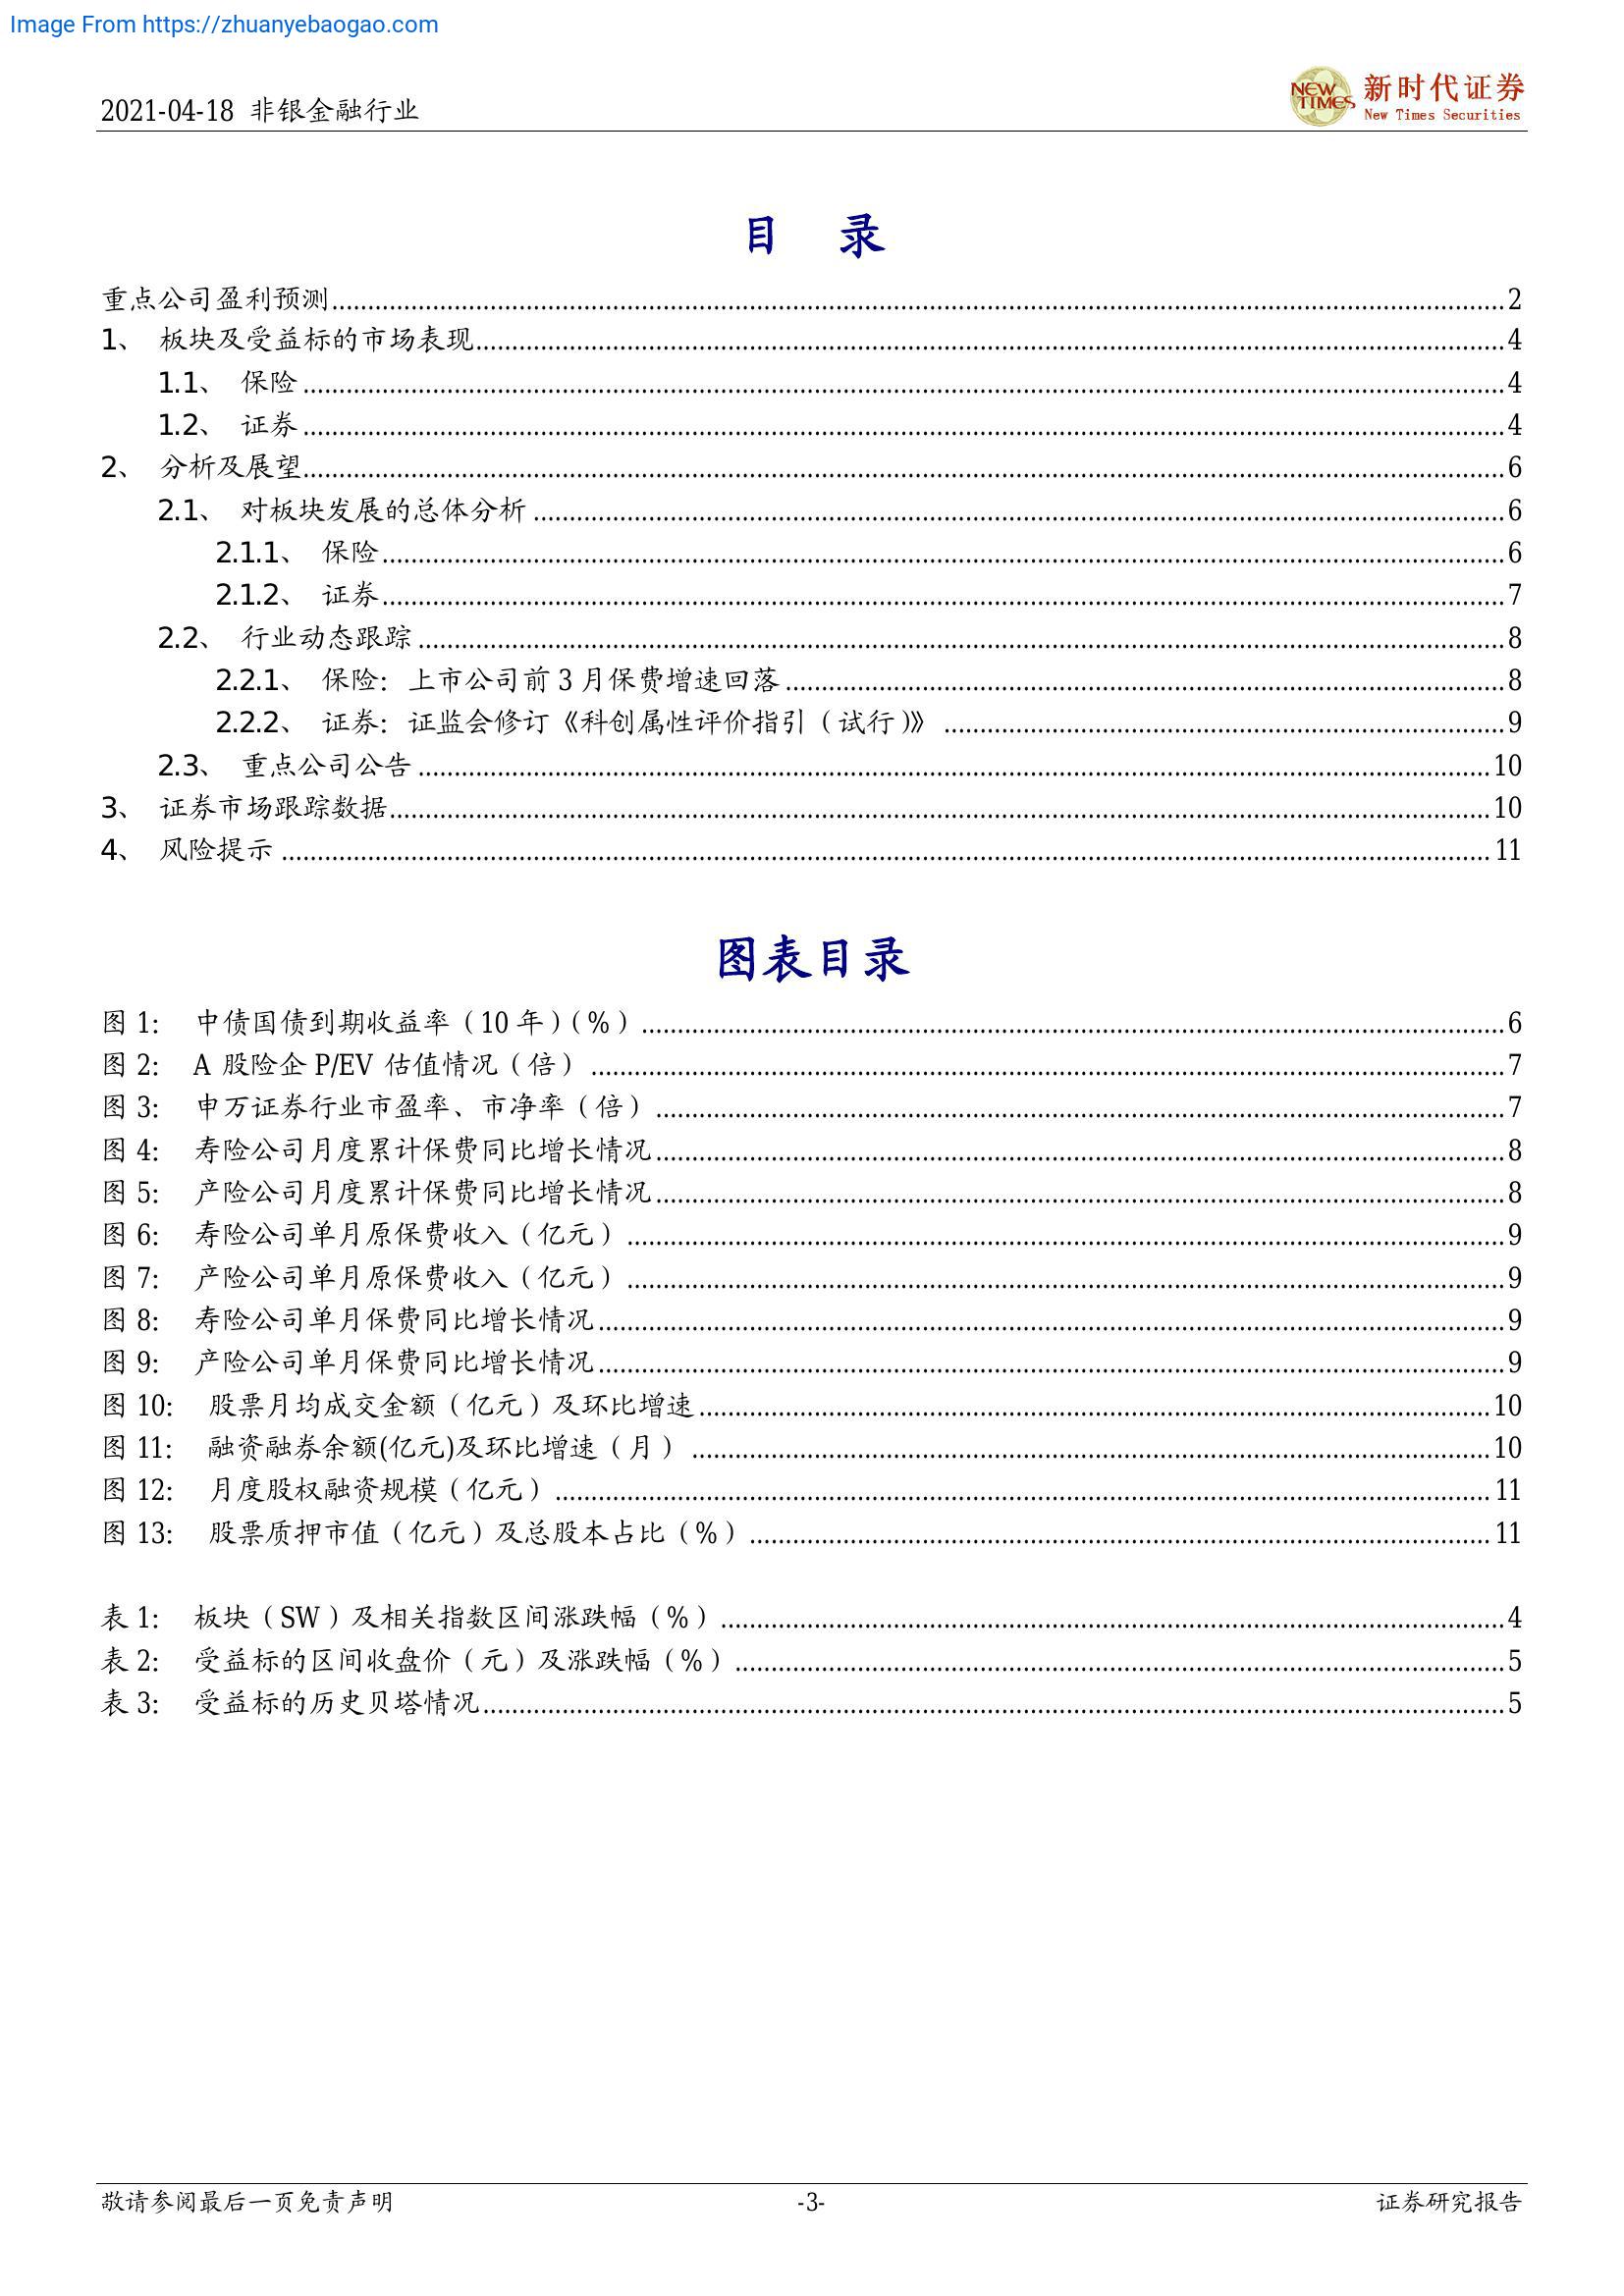 Image From https://zhuanyebaogao.com
2021-04-18 非银金融行业
NEW TIMES
新时代证券
New Times Securities
目 录
重点公司盈利预测 2
1、 板块及受益标的市场表现 4
1.1、 保险 4
1.2、 证券 4
2、 分析及展望 6
2.1、 对板块发展的总体分析 6
2.1.1、 保险 6
2.1.2、 证券 7
2.2、 行业动态跟踪 8
2.2.1、 保险：上市公司前 3 月保费增速回落 8
2.2.2、 证券：证监会修订《科创属性评价指引（试行）》 9
2.3、 重点公司公告 10
3、 证券市场跟踪数据 10
4、 风险提示 11
图表目录
图 1: 中债国债到期收益率（10 年）（%） 6
图 2: A 股险企 P/EV 估值情况（倍） 7
图 3: 申万证券行业市盈率、市净率（倍） 7
图 4: 寿险公司月度累计保费同比增长情况 8
图 5: 产险公司月度累计保费同比增长情况 8
图 6: 寿险公司单月原保费收入（亿元） 9
图 7: 产险公司单月原保费收入（亿元） 9
图 8: 寿险公司单月保费同比增长情况 9
图 9: 产险公司单月保费同比增长情况 9
图 10: 股票月均成交金额（亿元）及环比增速 10
图 11: 融资融券余额(亿元)及环比增速（月） 10
图 12: 月度股权融资规模（亿元） 11
图 13: 股票质押市值（亿元）及总股本占比（%） 11
表 1: 板块（SW）及相关指数区间涨跌幅（%） 4
表 2: 受益标的区间收盘价（元）及涨跌幅（%） 5
表 3: 受益标的历史贝塔情况 5
敬请参阅最后一页免责声明 -3- 证券研究报告